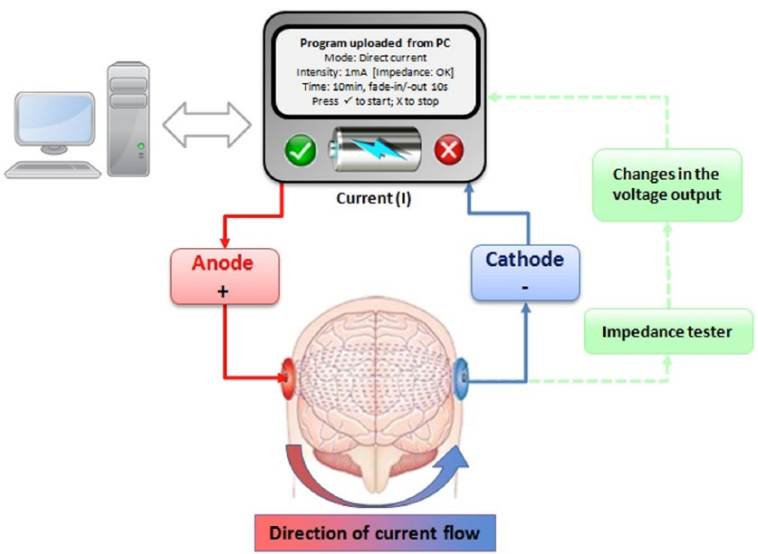 Program uploaded from PC
Mode: Direct current
Intensity: 1mA [Impedance: OK]
Time: 10min, fade-in/-out 10s
Press ✓ to start; X to stop
Current (I)
Changes in the
voltage output
Anode
+
Cathode
-
Impedance tester
Direction of current flow